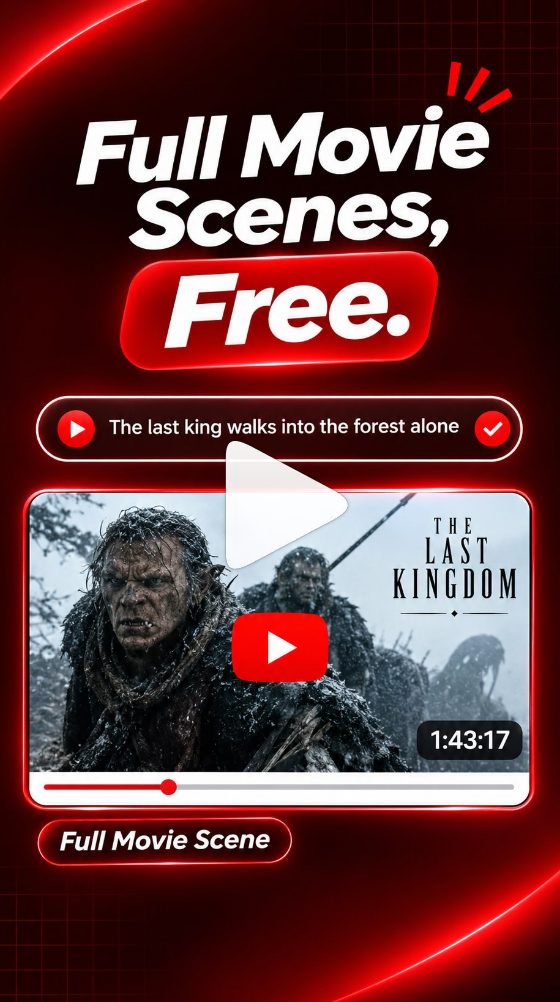 Full Movie
Scenes,
Free.
The last king walks into the forest alone
THE
LAST
KINGDOM
1:43:17
Full Movie Scene